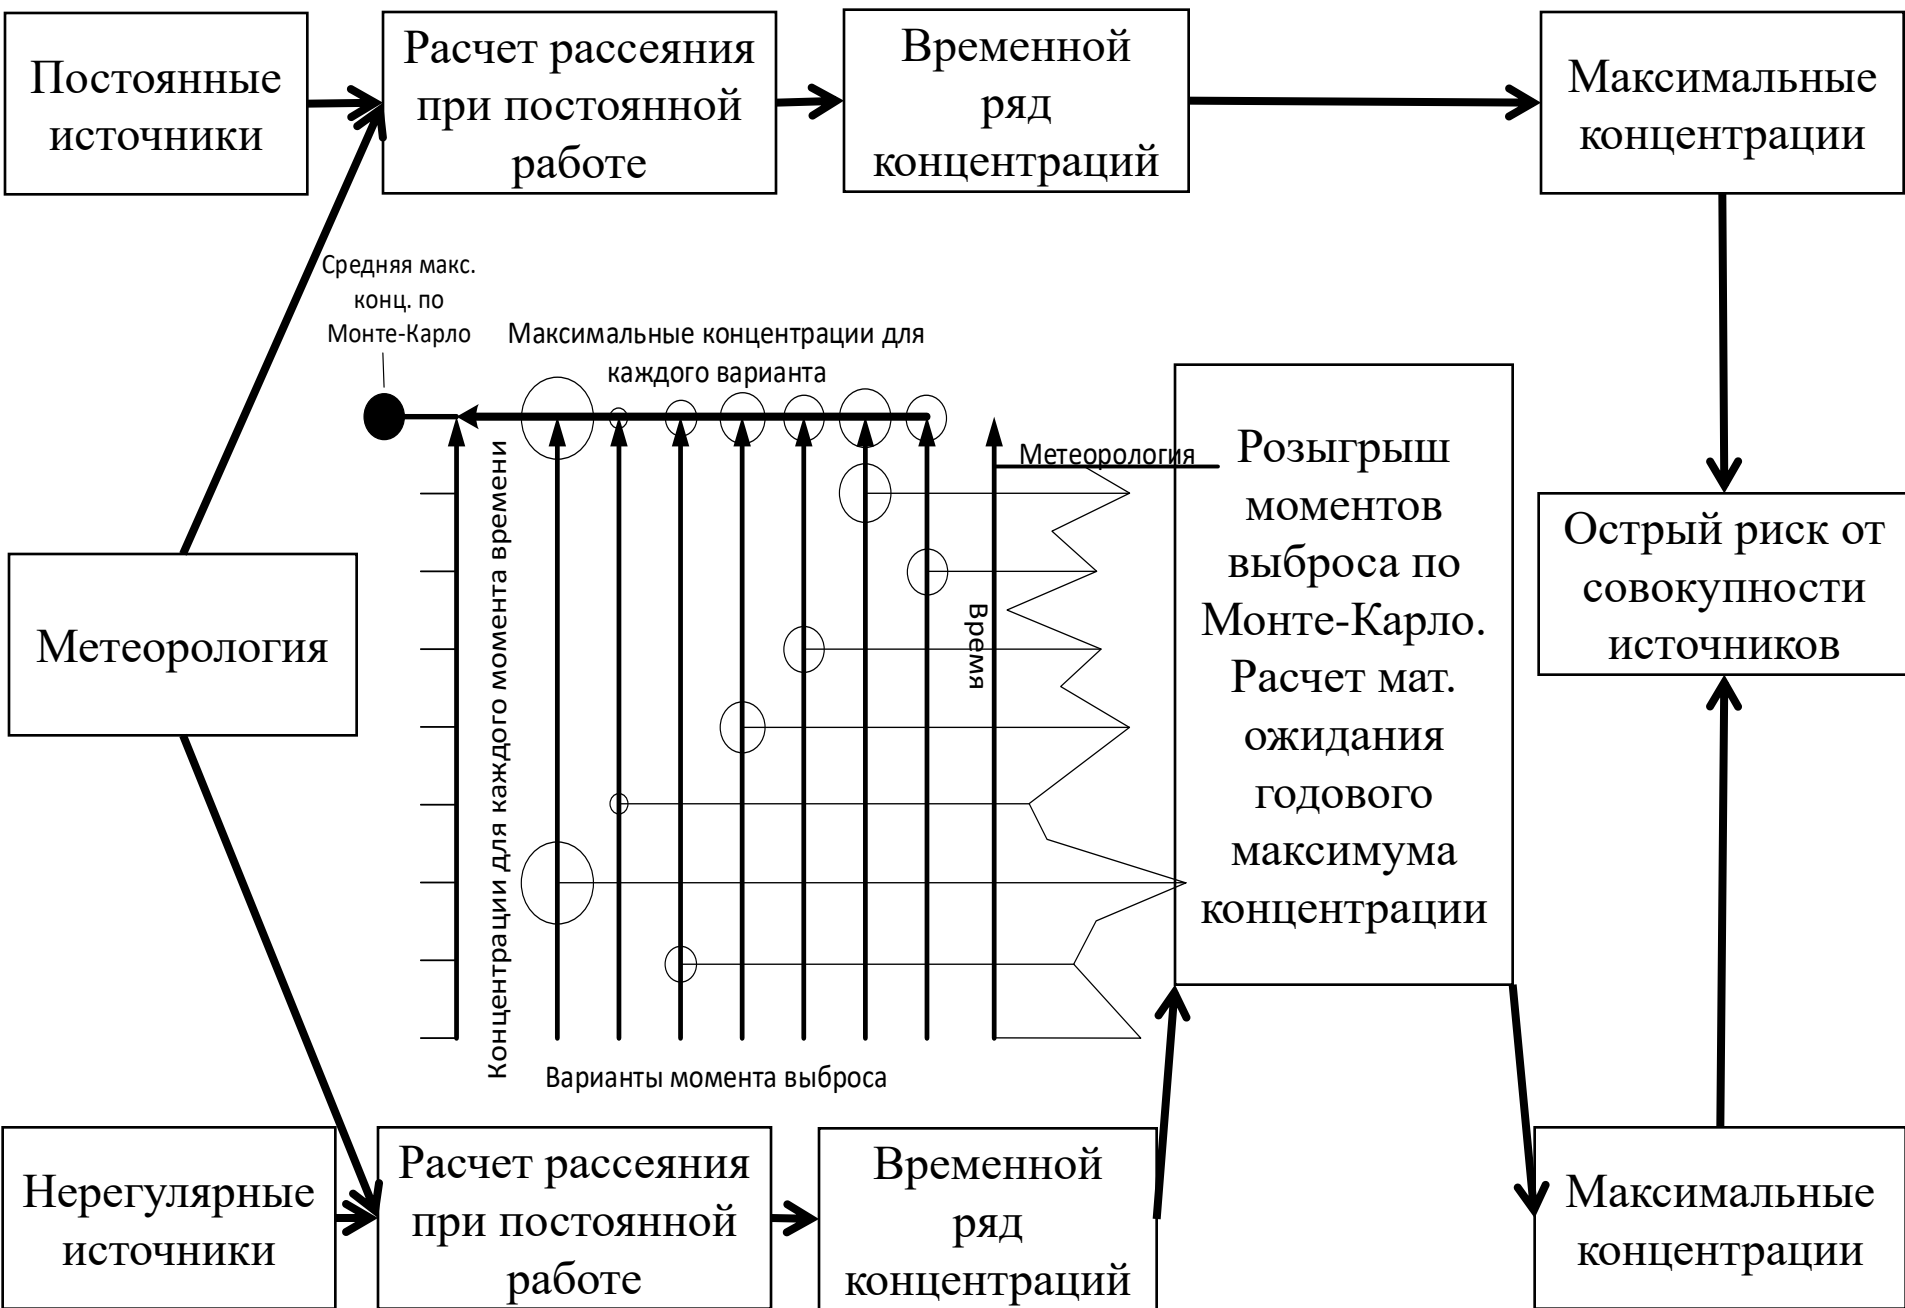 Постоянные
источники
Расчет рассеяния
при постоянной
работе
Временной
ряд
концентраций
Максимальные
концентрации
Средняя макс.
конц. по
Монте-Карло
Максимальные концентрации для
каждого варианта
Метеорология
Концентрации для каждого момента времени
Время
Метеорология
Розыгрыш
моментов
выброса по
Монте-Карло.
Расчет мат.
ожидания
годового
максимума
концентрации
Острый риск от
совокупности
источников
Варианты момента выброса
Нерегулярные
источники
Расчет рассеяния
при постоянной
работе
Временной
ряд
концентраций
Максимальные
концентрации